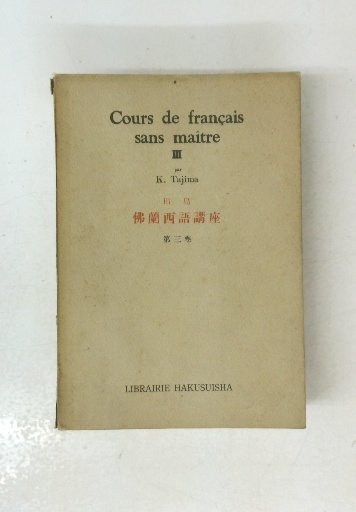 Cours de français
sans maître
III
par
K. Tajima
佛蘭西語講座
第三巻
LIBRAIRIE HAKUSUISHA